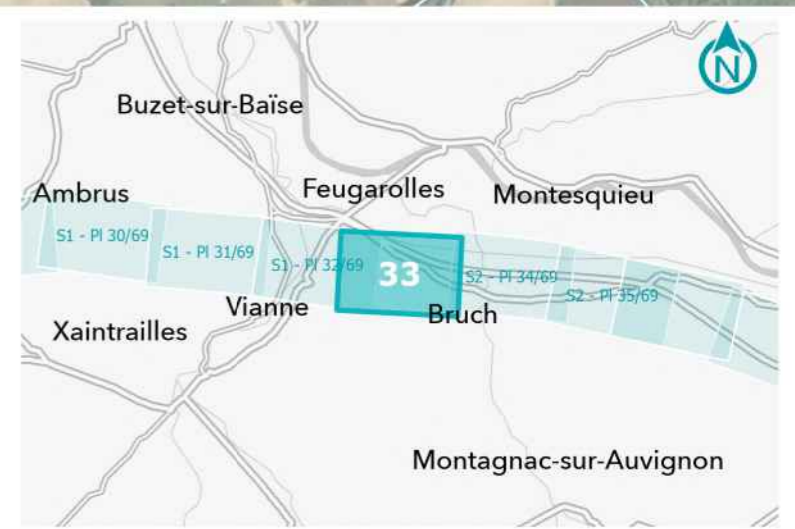 N
Buzet-sur-Baïse
Ambrus
Feugarolles
Montesquieu
S1 - Pl 30/69
S1 - Pl 31/69
S1 - Pl 32/69
33
S2 - Pl 34/69
S2 - Pl 35/69
Vianne
Bruch
Xaintrailles
Montagnac-sur-Auvignon